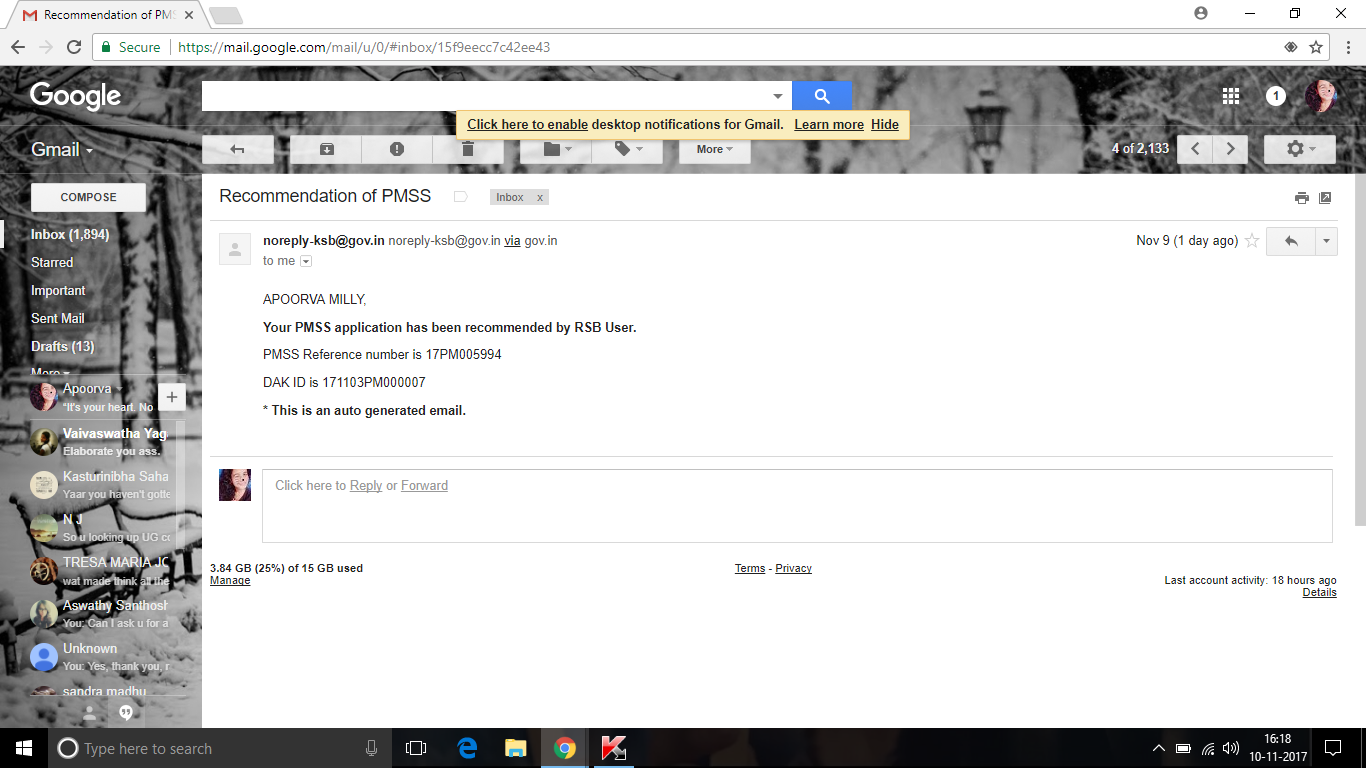 Recommendation of PM
Secure https://mail.google.com/mail/u/0/#inbox/15f9eecc7c42ee43
Google
1
Click here to enable desktop notifications for Gmail. Learn more Hide
Gmail
More
4 of 2,133
COMPOSE
Recommendation of PMSS
Inbox x
Inbox (1,894)
noreply-ksb@gov.in noreply-ksb@gov.in via gov.in
Nov 9 (1 day ago)
to me
Starred
Important
Sent Mail
Drafts (13)
More
APOORVA MILLY,
Your PMSS application has been recommended by RSB User.
PMSS Reference number is 17PM005994
DAK ID is 171103PM000007
* This is an auto generated email.
Apoorva
"It's your heart. No
Vaivaswatha Yag
Elaborate you ass.
Kasturinibha Saha
Yaar you haven't gotte
N J
So u looking up UG co
TRESA MARIA JO
wat made think all the
Aswathy Santhosh
You: Can I ask u for a
Unknown
You: Yes, thank you, r
sandra madhu
Click here to Reply or Forward
3.84 GB (25%) of 15 GB used
Manage
Terms - Privacy
Last account activity: 18 hours ago
Details
Type here to search
16:18
10-11-2017